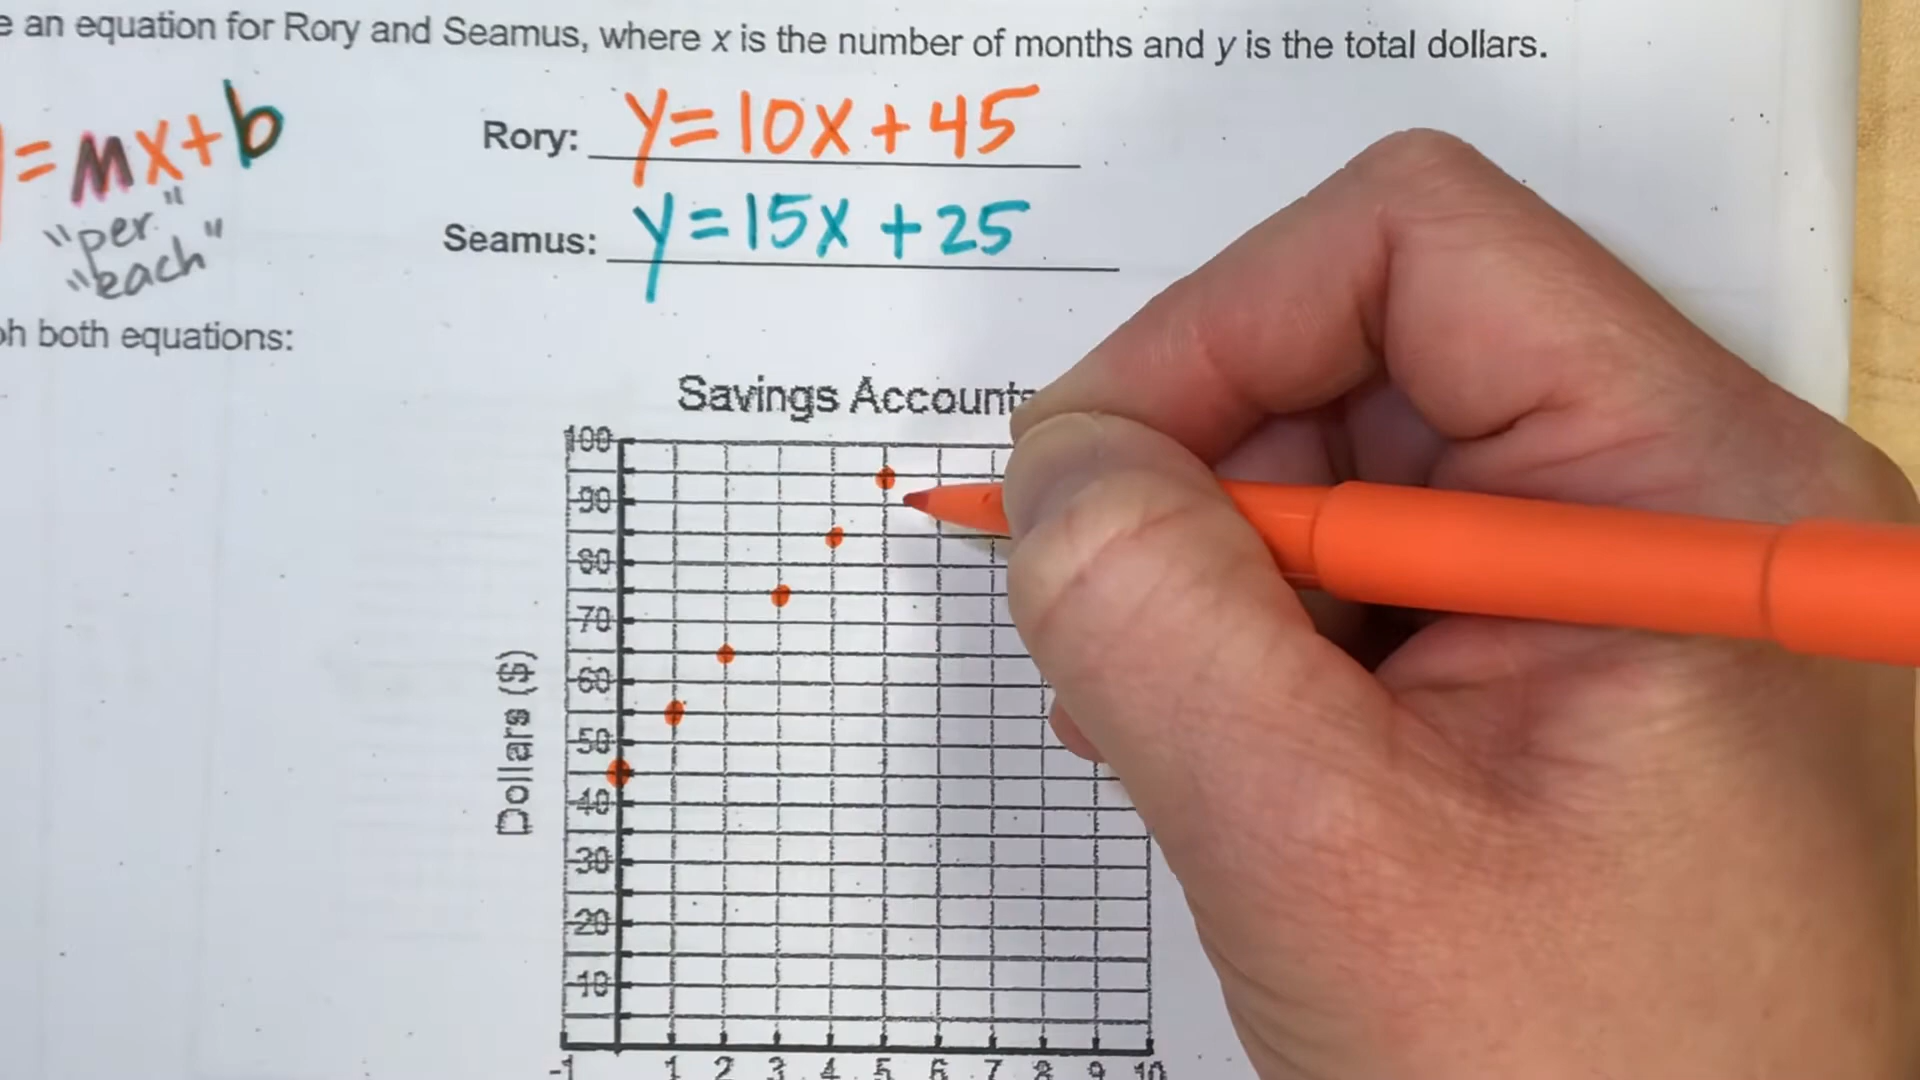 e an equation for Rory and Seamus, where x is the number of months and y is the total dollars.
= mx+b
"per"
"each"
Rory: y=10x+45
Seamus: y=15x+25
ph both equations:
Savings Accounts
Dollars ($)
100
90
80
70
60
50
40
30
20
10
-1 1 2 3 4 5 6 7 8 9 10